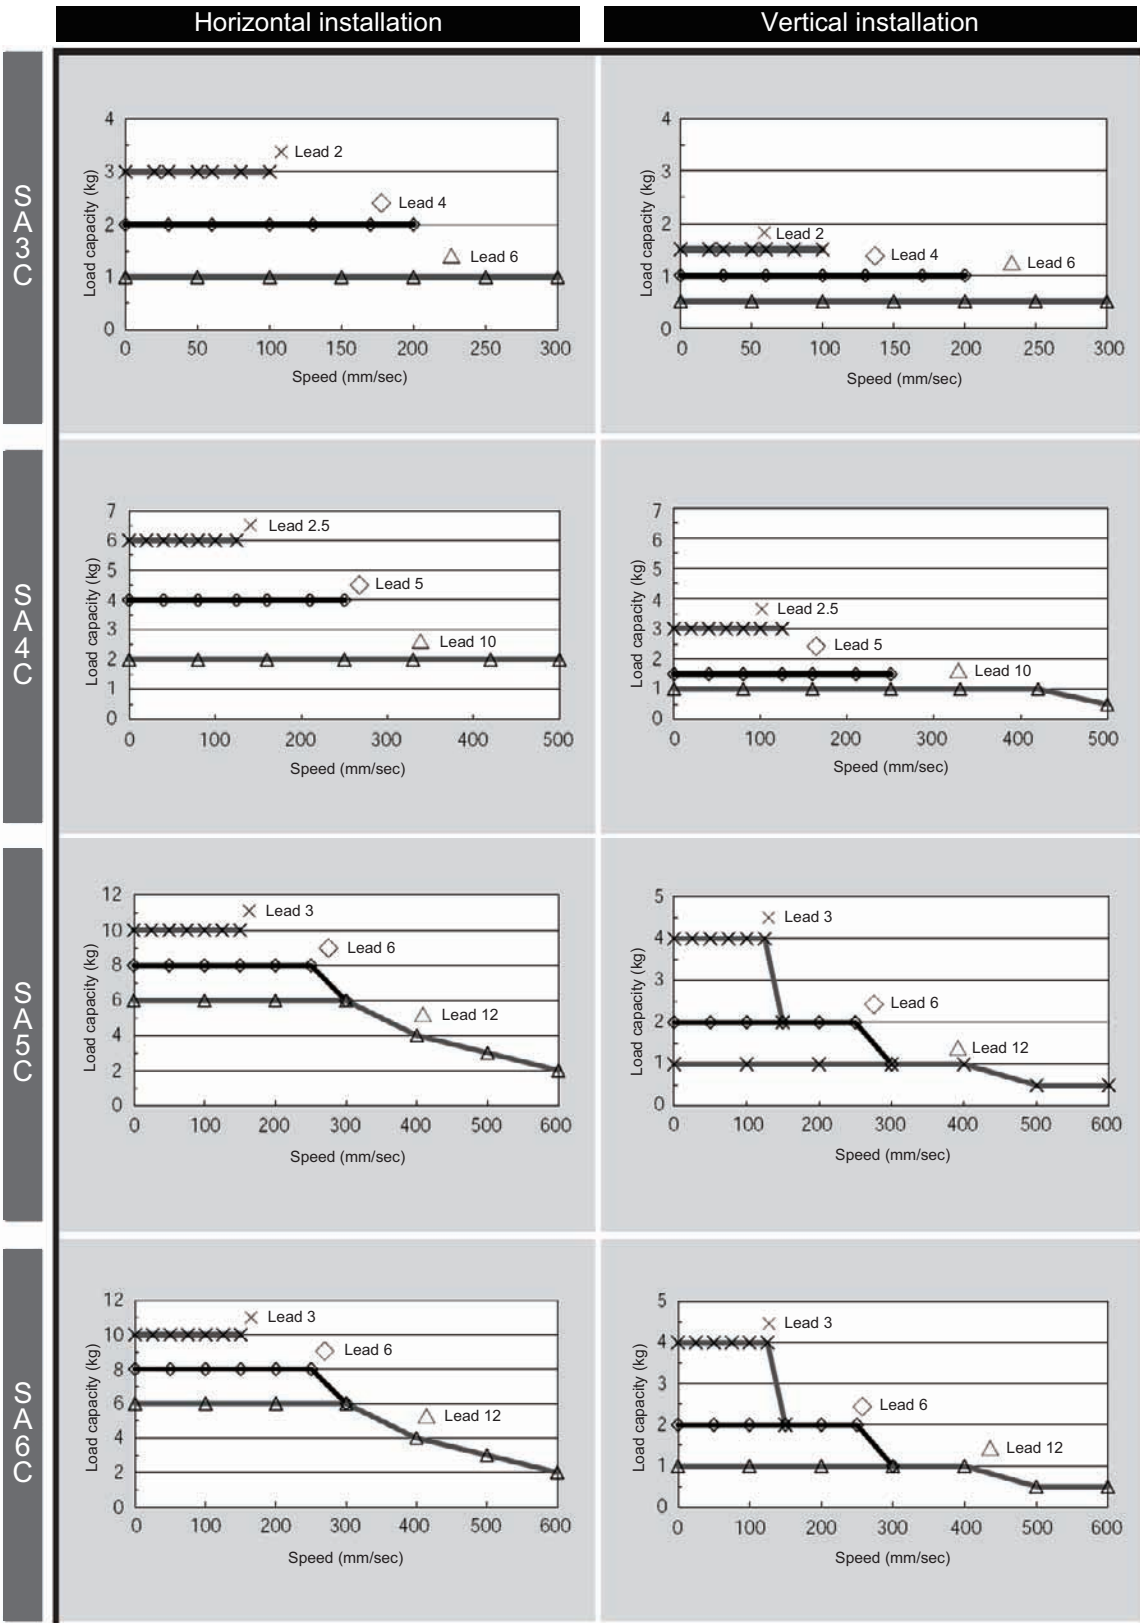 Horizontal installation
Vertical installation
SA3C
4
3
2
1
0
Load capacity (kg)
Lead 2
Lead 4
Lead 6
0 50 100 150 200 250 300
Speed (mm/sec)
4
3
2
1
0
Load capacity (kg)
Lead 2
Lead 4
Lead 6
0 50 100 150 200 250 300
Speed (mm/sec)
SA4C
7
6
5
4
3
2
1
0
Load capacity (kg)
Lead 2.5
Lead 5
Lead 10
0 100 200 300 400 500
Speed (mm/sec)
7
6
5
4
3
2
1
0
Load capacity (kg)
Lead 2.5
Lead 5
Lead 10
0 100 200 300 400 500
Speed (mm/sec)
SA5C
12
10
8
6
4
2
0
Load capacity (kg)
Lead 3
Lead 6
Lead 12
0 100 200 300 400 500 600
Speed (mm/sec)
5
4
3
2
1
0
Load capacity (kg)
Lead 3
Lead 6
Lead 12
0 100 200 300 400 500 600
Speed (mm/sec)
SA6C
12
10
8
6
4
2
0
Load capacity (kg)
Lead 3
Lead 6
Lead 12
0 100 200 300 400 500 600
Speed (mm/sec)
5
4
3
2
1
0
Load capacity (kg)
Lead 3
Lead 6
Lead 12
0 100 200 300 400 500 600
Speed (mm/sec)